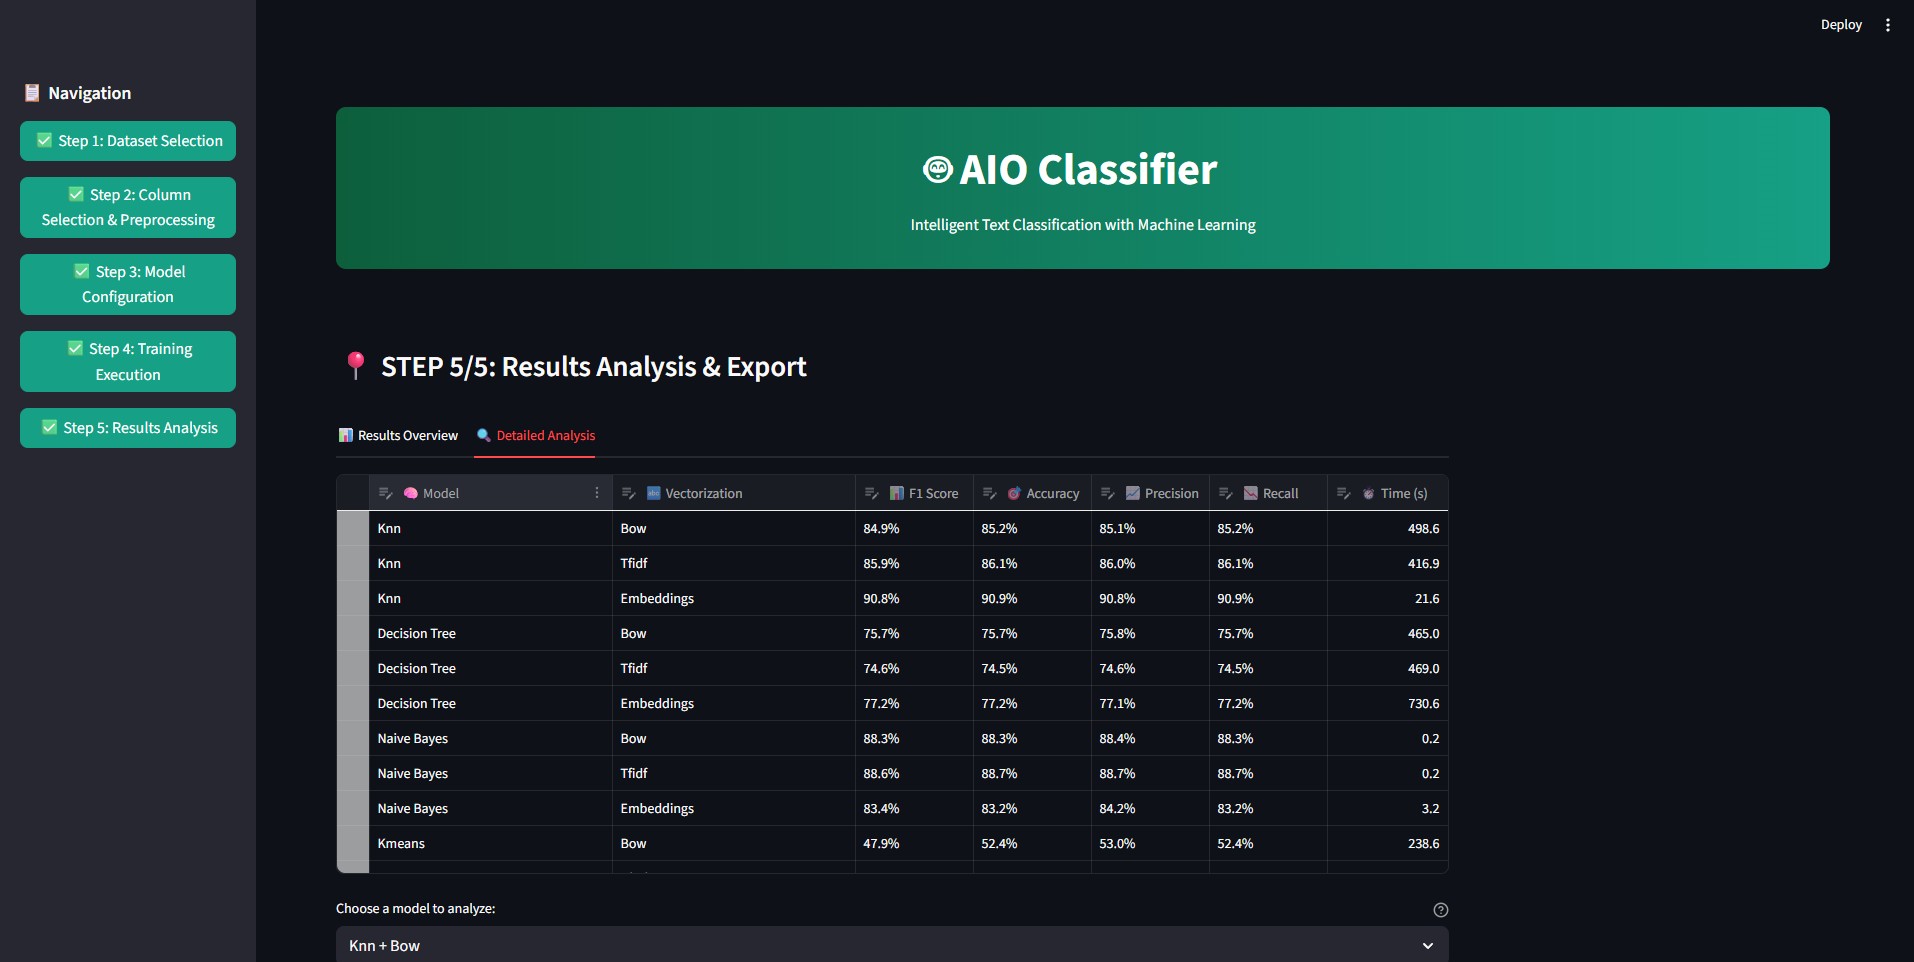 Deploy
Navigation
Step 1: Dataset Selection
Step 2: Column
Selection & Preprocessing
Step 3: Model
Configuration
Step 4: Training
Execution
Step 5: Results Analysis
AIO Classifier
Intelligent Text Classification with Machine Learning
STEP 5/5: Results Analysis & Export
Results Overview Detailed Analysis
Model Vectorization F1 Score Accuracy Precision Recall Time (s)
Knn Bow 84.9% 85.2% 85.1% 85.2% 498.6
Knn Tfidf 85.9% 86.1% 86.0% 86.1% 416.9
Knn Embeddings 90.8% 90.9% 90.8% 90.9% 21.6
Decision Tree Bow 75.7% 75.7% 75.8% 75.7% 465.0
Decision Tree Tfidf 74.6% 74.5% 74.6% 74.5% 469.0
Decision Tree Embeddings 77.2% 77.2% 77.1% 77.2% 730.6
Naive Bayes Bow 88.3% 88.3% 88.4% 88.3% 0.2
Naive Bayes Tfidf 88.6% 88.7% 88.7% 88.7% 0.2
Naive Bayes Embeddings 83.4% 83.2% 84.2% 83.2% 3.2
Kmeans Bow 47.9% 52.4% 53.0% 52.4% 238.6
Choose a model to analyze:
Knn + Bow